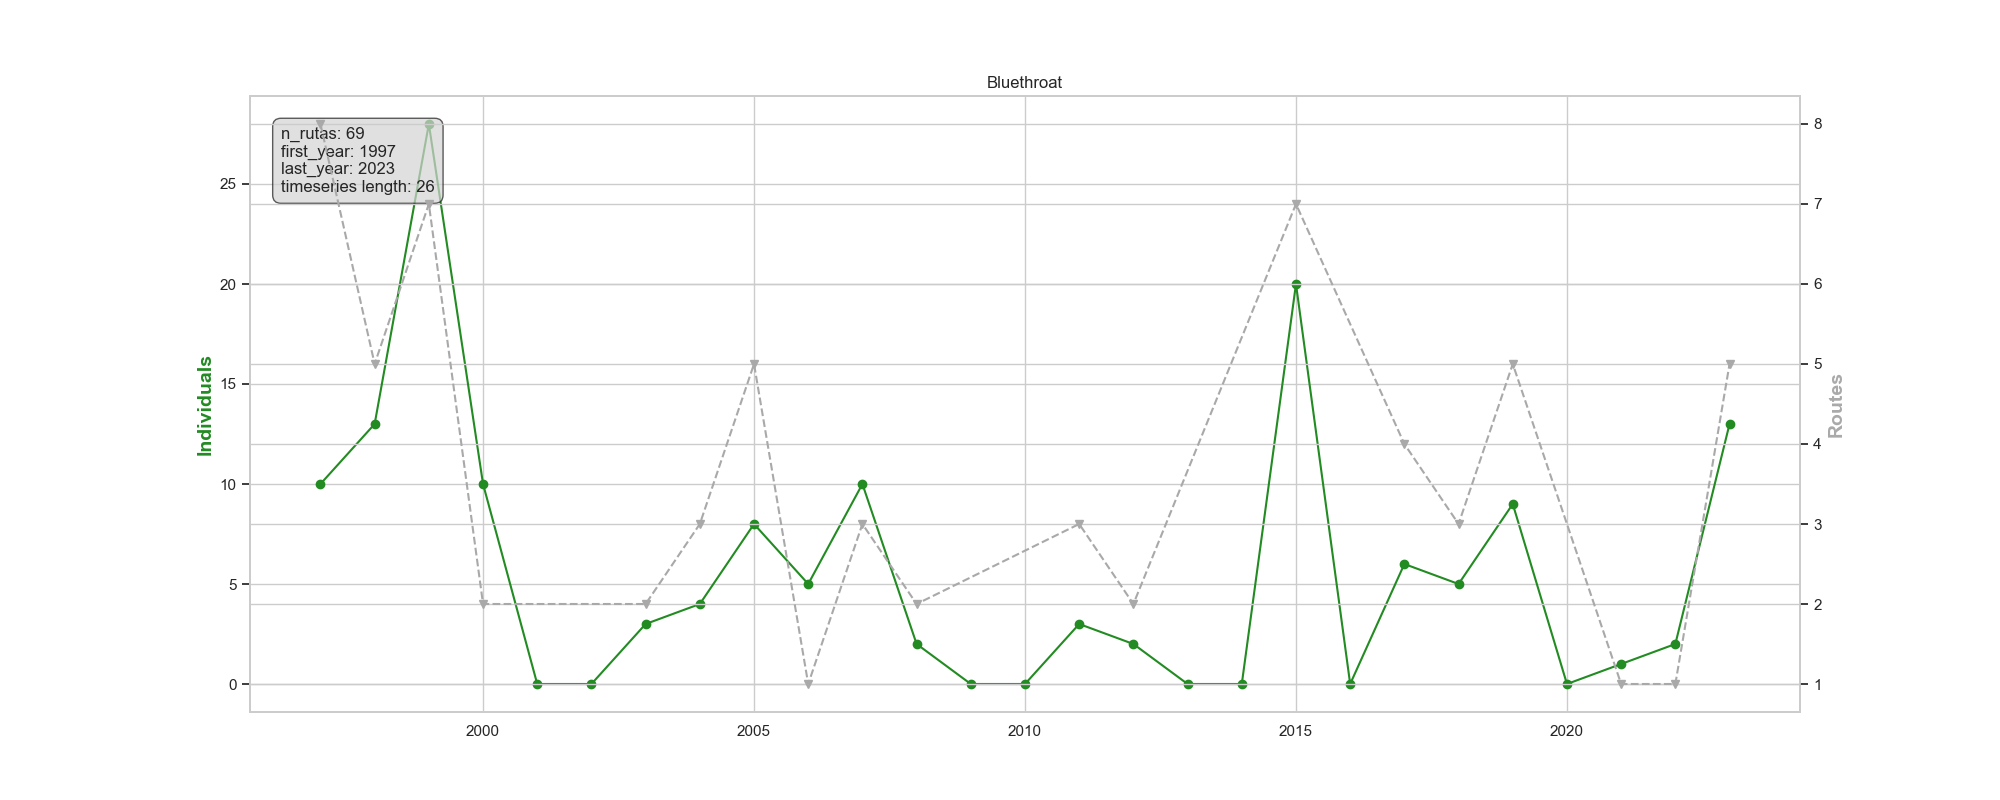 Bluethroat
n_rutas: 69
first_year: 1997
last_year: 2023
timeseries length: 26
Individuals
25
20
15
10
5
0
8
7
6
5
4
3
2
1
Routes
2000 2005 2010 2015 2020